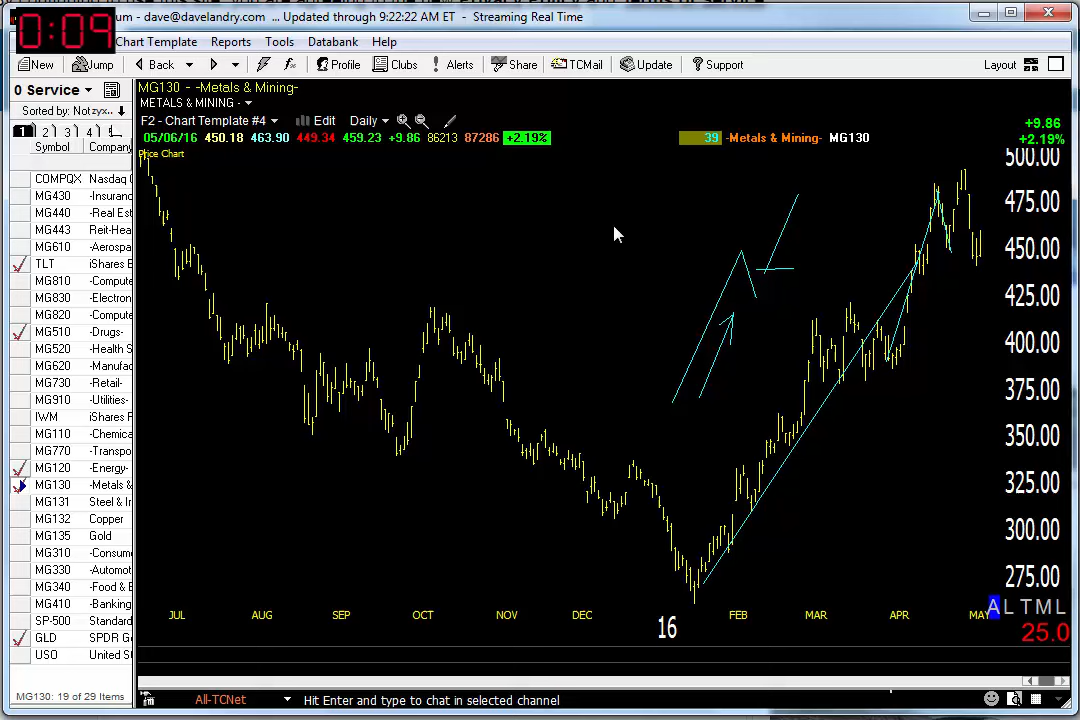 um - dave@davelandry.com ... Updated through 9:22:22 AM ET - Streaming Real Time
0:09
Chart Template Reports Tools Databank Help
New Jump Back Profile Clubs Alerts Share TCMail Update Support Layout
0 Service
MG130 - -Metals & Mining-
METALS & MINING -
Sorted by: Not zyx..
F2 - Chart Template #4 Edit Daily
1 2 3 4
05/06/16 450.18 463.90 449.34 459.23 +9.86 86213 87286 +2.19% 39 -Metals & Mining- MG130
+9.86
+2.19%
Symbol Company
Price Chart
COMPQX Nasdaq C
MG430 -Insuranc
MG440 -Real Est
MG443 Reit-Hea
MG610 -Aerospa
TLT iShares E
MG810 -Compute
MG830 -Electron
MG820 -Compute
MG510 -Drugs-
MG520 -Health S
MG620 -Manufac
MG730 -Retail-
MG910 -Utilities-
IWM iShares F
MG110 -Chemica
MG770 -Transpo
MG120 -Energy-
MG130 -Metals &
MG131 Steel & Ir
MG132 Copper
MG135 Gold
MG310 -Consum
MG330 -Automot
MG340 -Food & B
MG410 -Banking
SP-500 Standard
GLD SPDR Go
USO United St
500.00
475.00
450.00
425.00
400.00
375.00
350.00
325.00
300.00
275.00
JUL AUG SEP OCT NOV DEC 16 FEB MAR APR MAY
A L T M L
25.0
MG130: 19 of 29 Items
All-TCNet Hit Enter and type to chat in selected channel